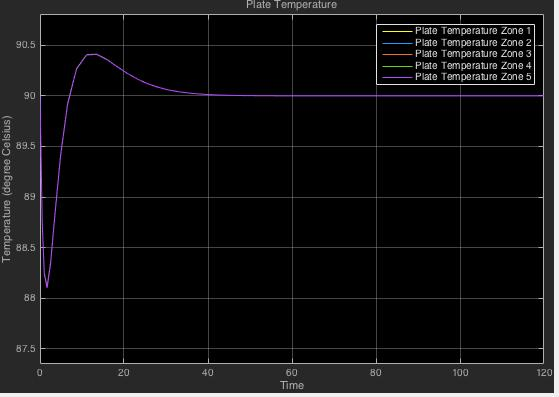 Plate Temperature
Plate Temperature Zone 1
Plate Temperature Zone 2
Plate Temperature Zone 3
Plate Temperature Zone 4
Plate Temperature Zone 5
Temperature (degree Celsius)
90.5
90
89.5
89
88.5
88
87.5
0 20 40 60 80 100 120
Time